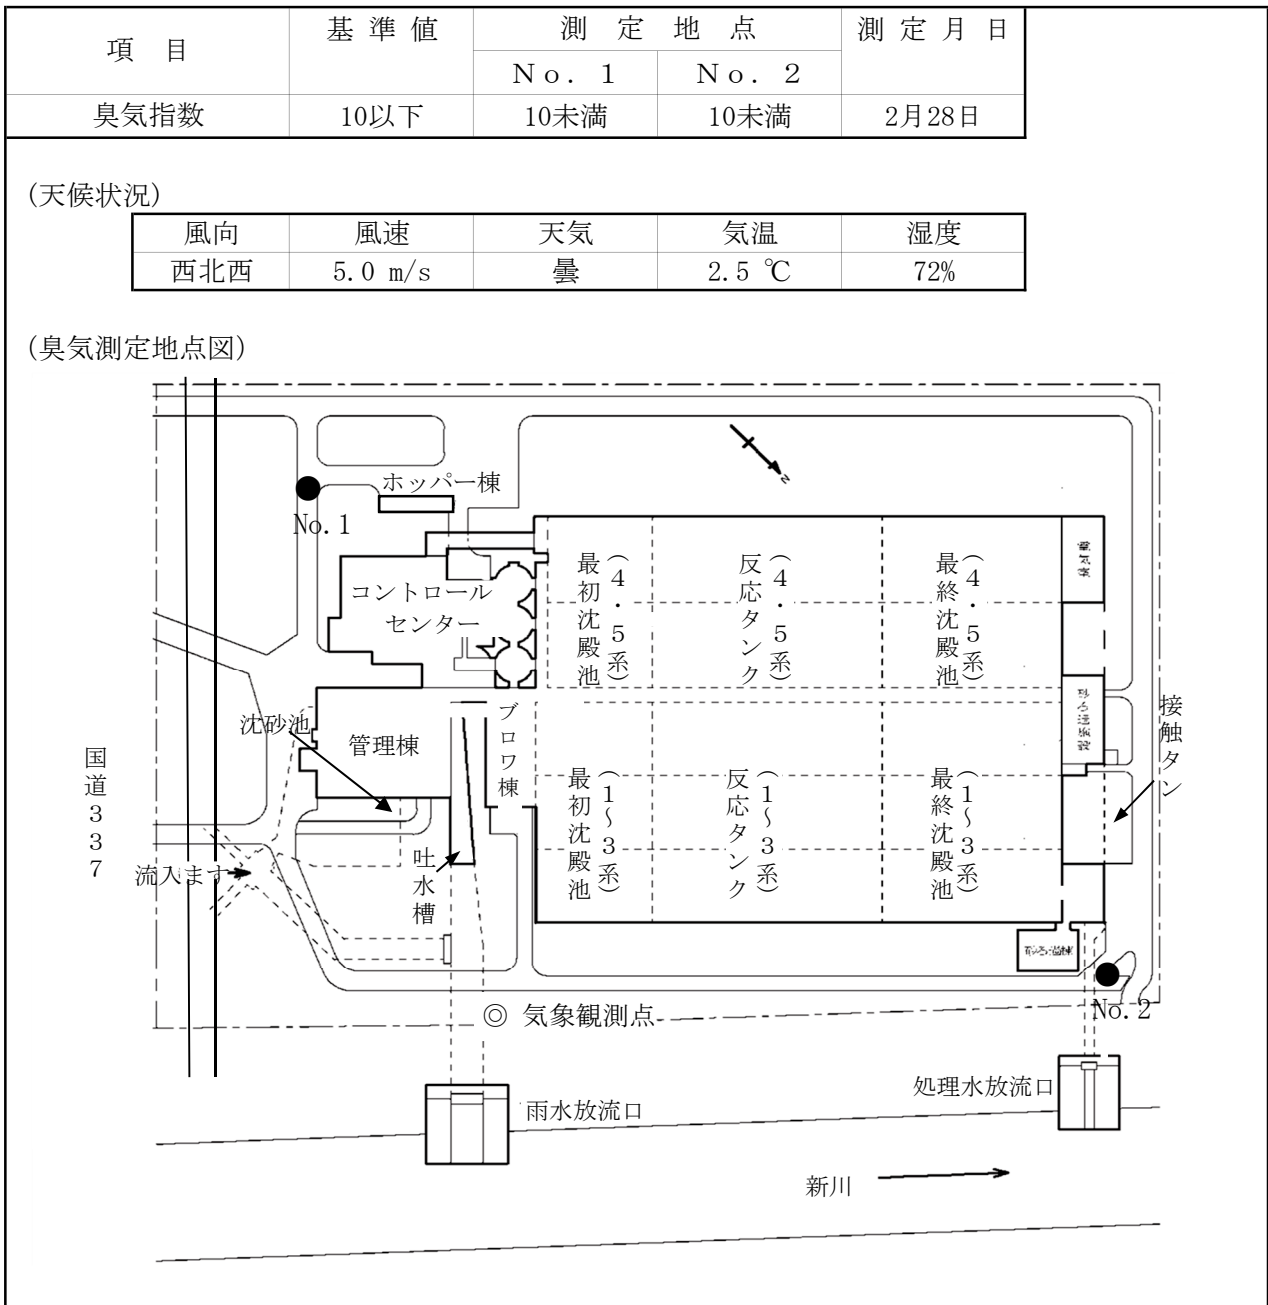 項　目
基 準 値
測　定　地　点
測 定 月 日
Ｎｏ．１
Ｎｏ．２
臭気指数
10以下
10未満
10未満
2月28日
(天候状況)
風向
風速
天気
気温
湿度
西北西
5.0 m/s
曇
2.5 ℃
72%
(臭気測定地点図)
N
ホッパー棟
No.1
コントロール
センター
最初沈殿池
(４・５系)
反応タンク
(４・５系)
最終沈殿池
(４・５系)
沈砂池
管理棟
ブロワ棟
接触タン
国道３３７
最初沈殿池
(１～３系)
反応タンク
(１～３系)
最終沈殿池
(１～３系)
流入ます
吐水槽
No.2
◎ 気象観測点
雨水放流口
処理水放流口
新川